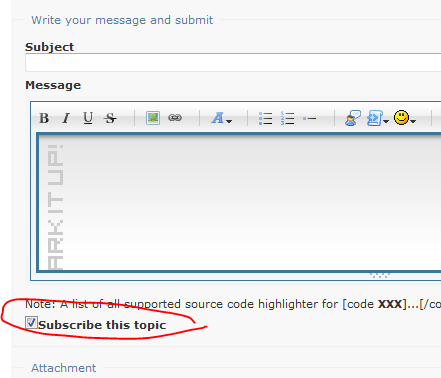 Write your message and submit
Subject
Message
B I U S A
ARK IT UP!
Note: A list of all supported source code highlighter for [code XXX]...[/co
Subscribe this topic
Attachment